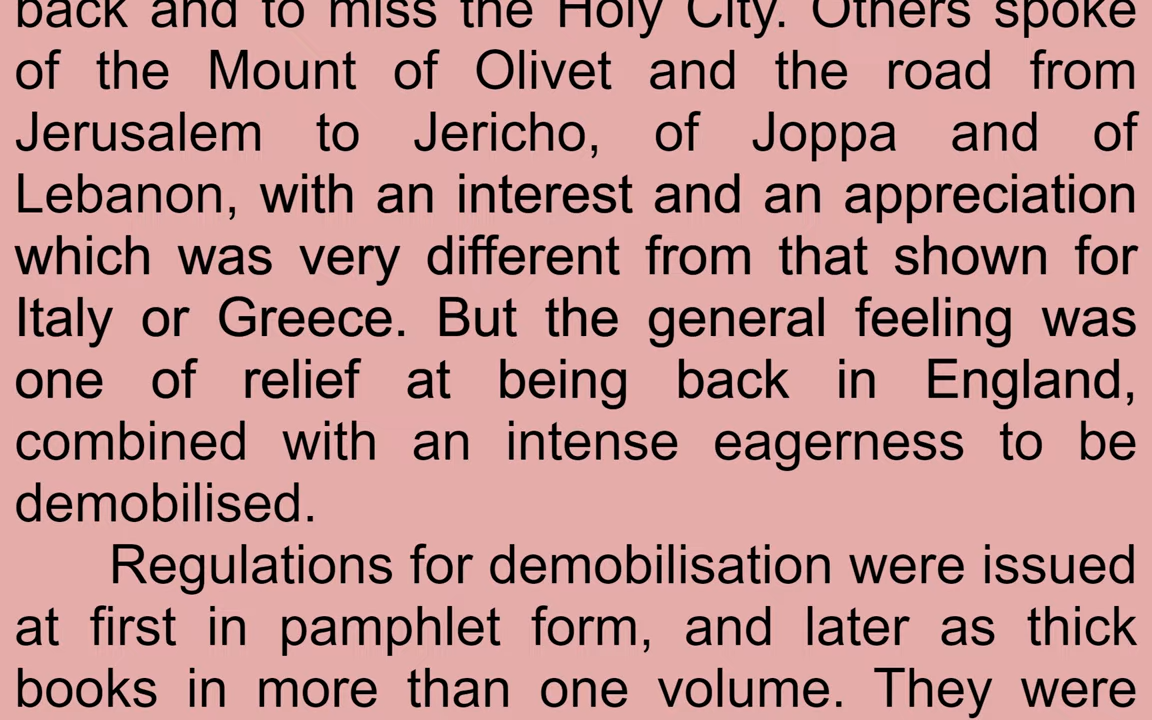 back and to miss the Holy City. Others spoke
of the Mount of Olivet and the road from
Jerusalem to Jericho, of Joppa and of
Lebanon, with an interest and an appreciation
which was very different from that shown for
Italy or Greece. But the general feeling was
one of relief at being back in England,
combined with an intense eagerness to be
demobilised.
Regulations for demobilisation were issued
at first in pamphlet form, and later as thick
books in more than one volume. They were